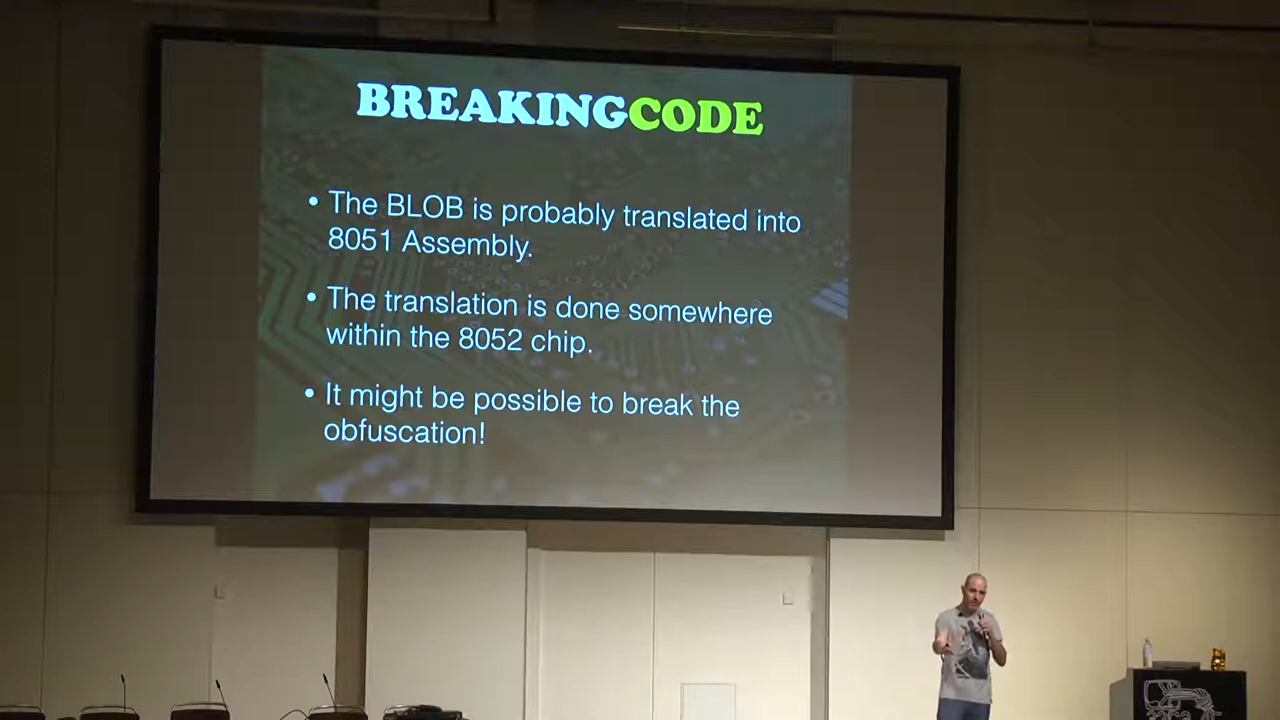 BREAKINGCODE
• The BLOB is probably translated into
8051 Assembly.
• The translation is done somewhere
within the 8052 chip.
• It might be possible to break the
obfuscation!